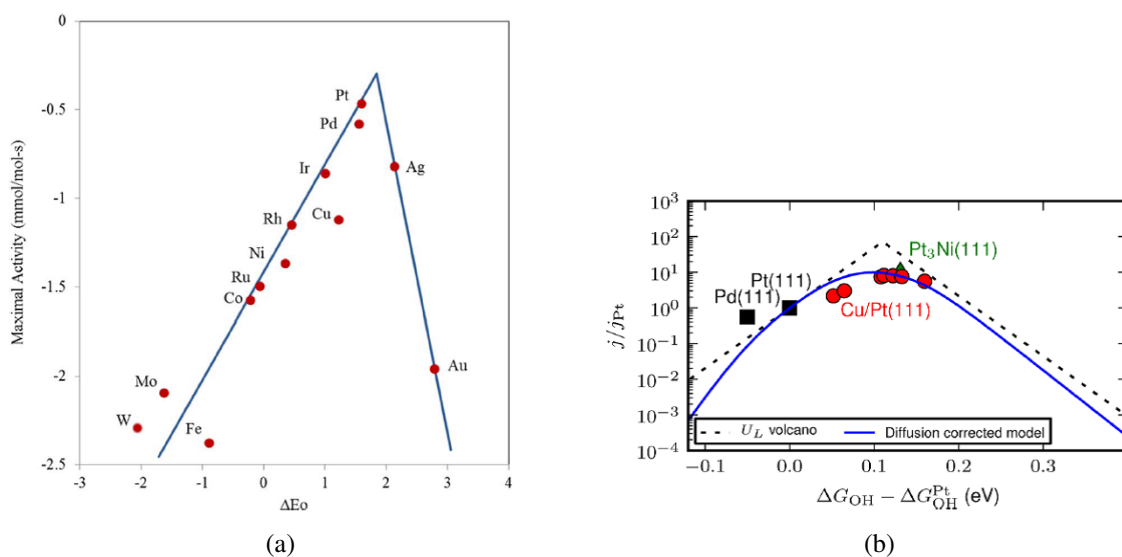 0
-0.5
-1
-1.5
-2
-2.5
Maximal Activity (mmol/mol-s)
Pt
Pd
Ir
Ag
Rh
Cu
Ni
Ru
Co
Mo
W
Fe
Au
-3
-2
-1
0
1
2
3
4
ΔEo
(a)
10³
10²
10¹
10⁰
10⁻¹
10⁻²
10⁻³
10⁻⁴
j/j_Pt
Pt₃Ni(111)
Pt(111)
Pd(111)
Cu/Pt(111)
U_L volcano
Diffusion corrected model
−0.1
0.0
0.1
0.2
0.3
ΔG_OH − ΔG_OH^Pt (eV)
(b)